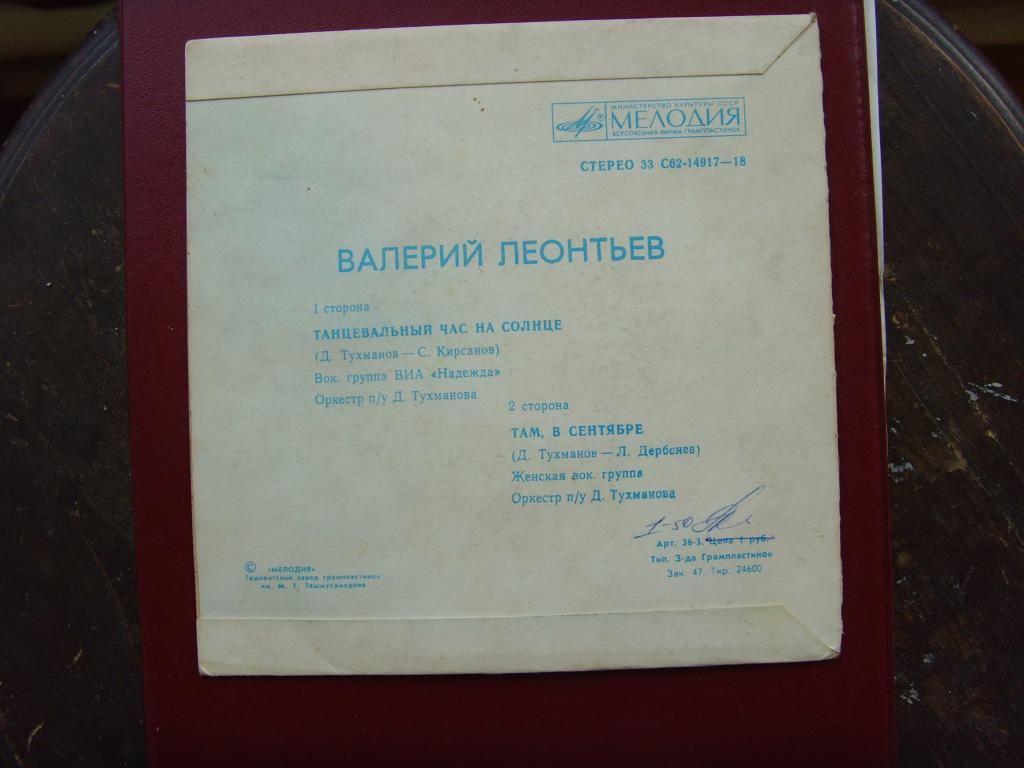 МИНИСТЕРСТВО КУЛЬТУРЫ СССР
МЕЛОДИЯ
ВСЕСОЮЗНАЯ ФИРМА ГРАМПЛАСТИНОК
СТЕРЕО 33 С62-14917—18
ВАЛЕРИЙ ЛЕОНТЬЕВ
1 сторона
ТАНЦЕВАЛЬНЫЙ ЧАС НА СОЛНЦЕ
(Д. Тухманов — С. Кирсанов)
Вок. группа ВИА «Надежда»
Оркестр п/у Д. Тухманова
2 сторона
ТАМ, В СЕНТЯБРЕ
(Д. Тухманов — Л. Дербенев)
Женская вок. группа
Оркестр п/у Д. Тухманова
1-50
Арт. 36-3. Цена 1 руб.
Тип. З-да Грампластинок
Зак. 47. Тир. 24600
© «МЕЛОДИЯ»
Ташкентский завод грампластинок
им. М. Т. Ташмухамедова